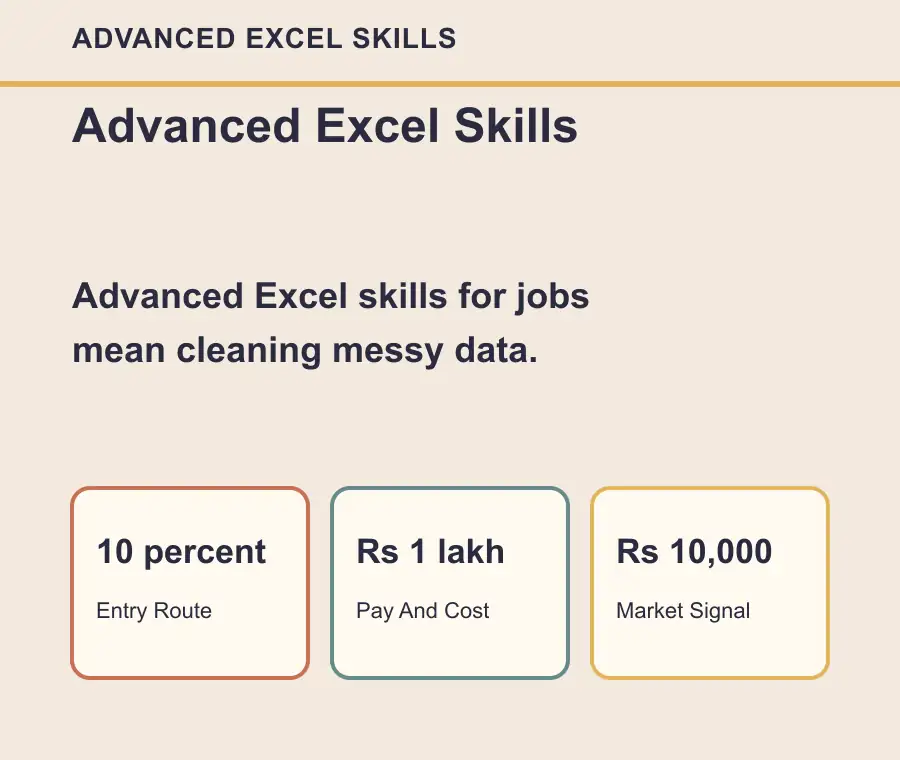 ADVANCED EXCEL SKILLS
Advanced Excel Skills
Advanced Excel skills for jobs
mean cleaning messy data.
10 percent
Entry Route
Rs 1 lakh
Pay And Cost
Rs 10,000
Market Signal